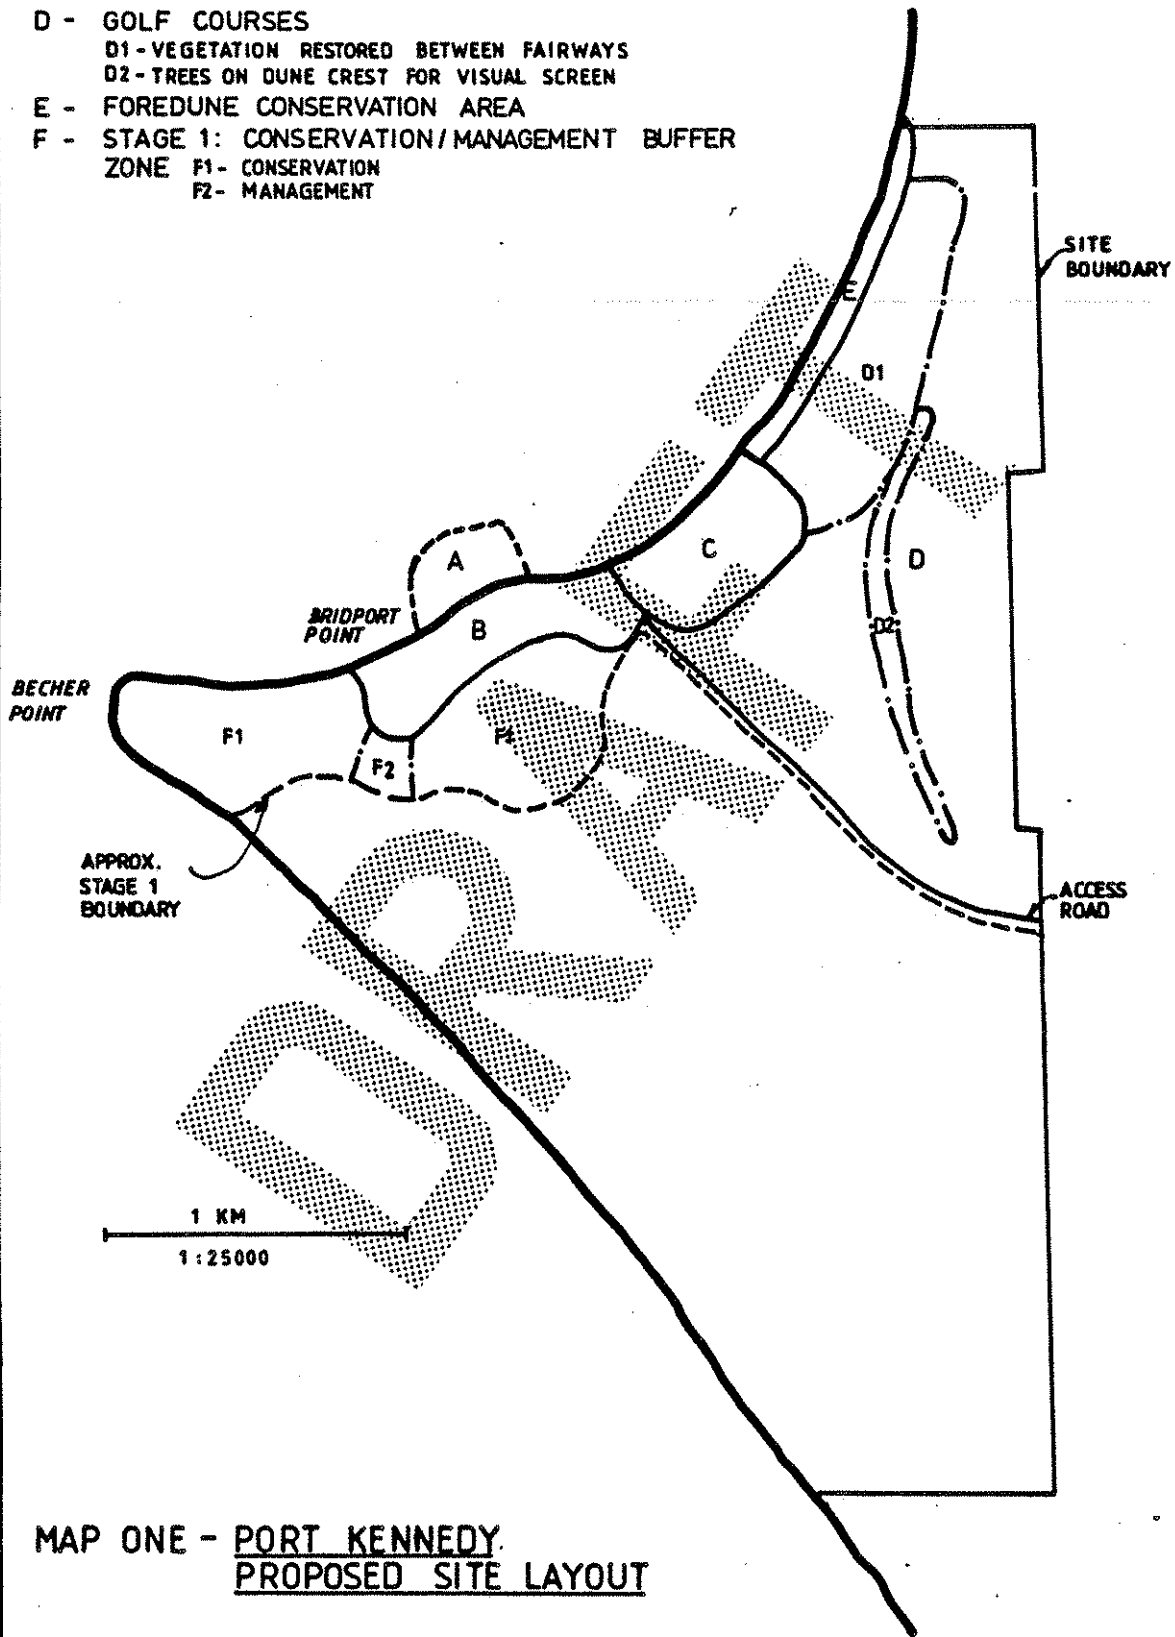 D - GOLF COURSES
D1 - VEGETATION RESTORED BETWEEN FAIRWAYS
D2 - TREES ON DUNE CREST FOR VISUAL SCREEN
E - FOREDUNE CONSERVATION AREA
F - STAGE 1: CONSERVATION / MANAGEMENT BUFFER
ZONE F1 - CONSERVATION
F2 - MANAGEMENT
SITE
BOUNDARY
E
D1
A
C
D
BRIDPORT
POINT
B
D2
BECHER
POINT
F1
F1
F2
APPROX.
STAGE 1
BOUNDARY
ACCESS
ROAD
DRAFT
1 KM
1:25000
MAP ONE - PORT KENNEDY.
PROPOSED SITE LAYOUT